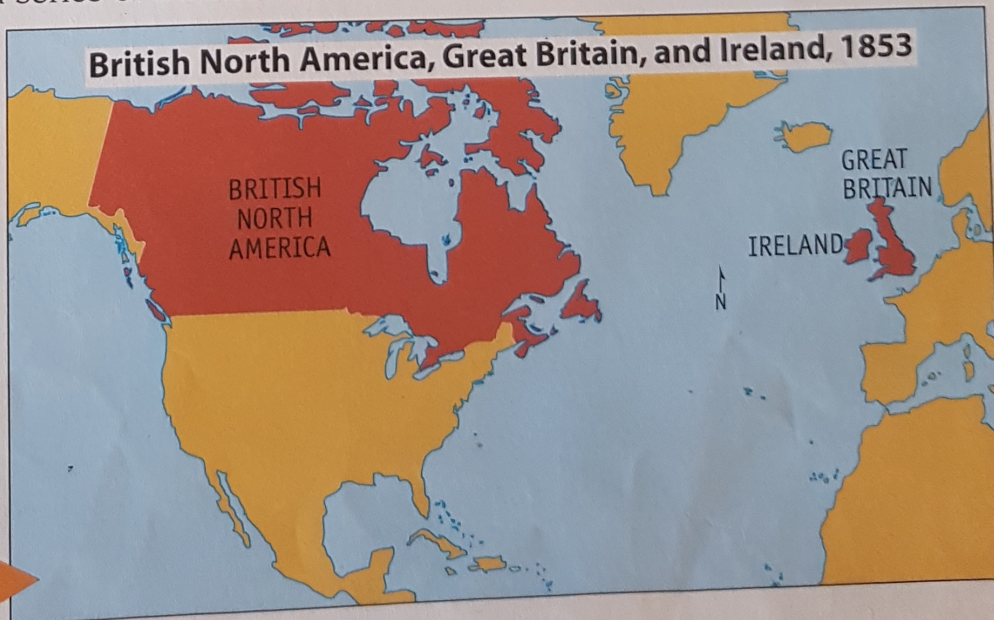 British North America, Great Britain, and Ireland, 1853
GREAT
BRITAIN
BRITISH
NORTH
AMERICA
IRELAND
N